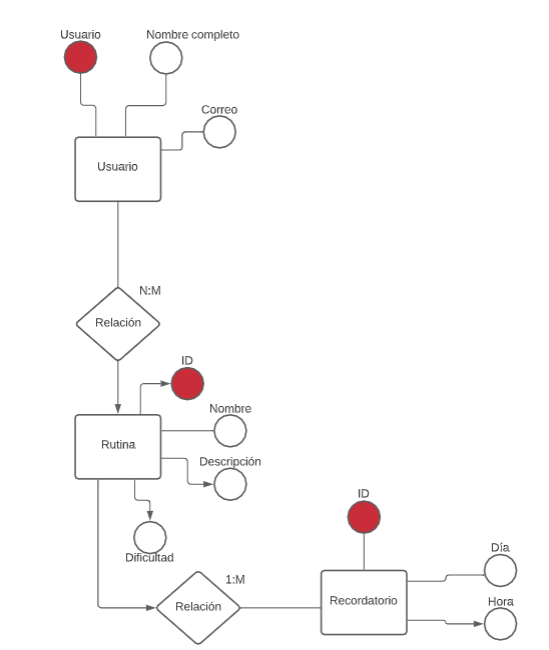 Usuario
Nombre completo
Correo
Usuario
N:M
Relación
ID
Nombre
Rutina
Descripción
ID
Dificultad
Día
1:M
Relación
Recordatorio
Hora